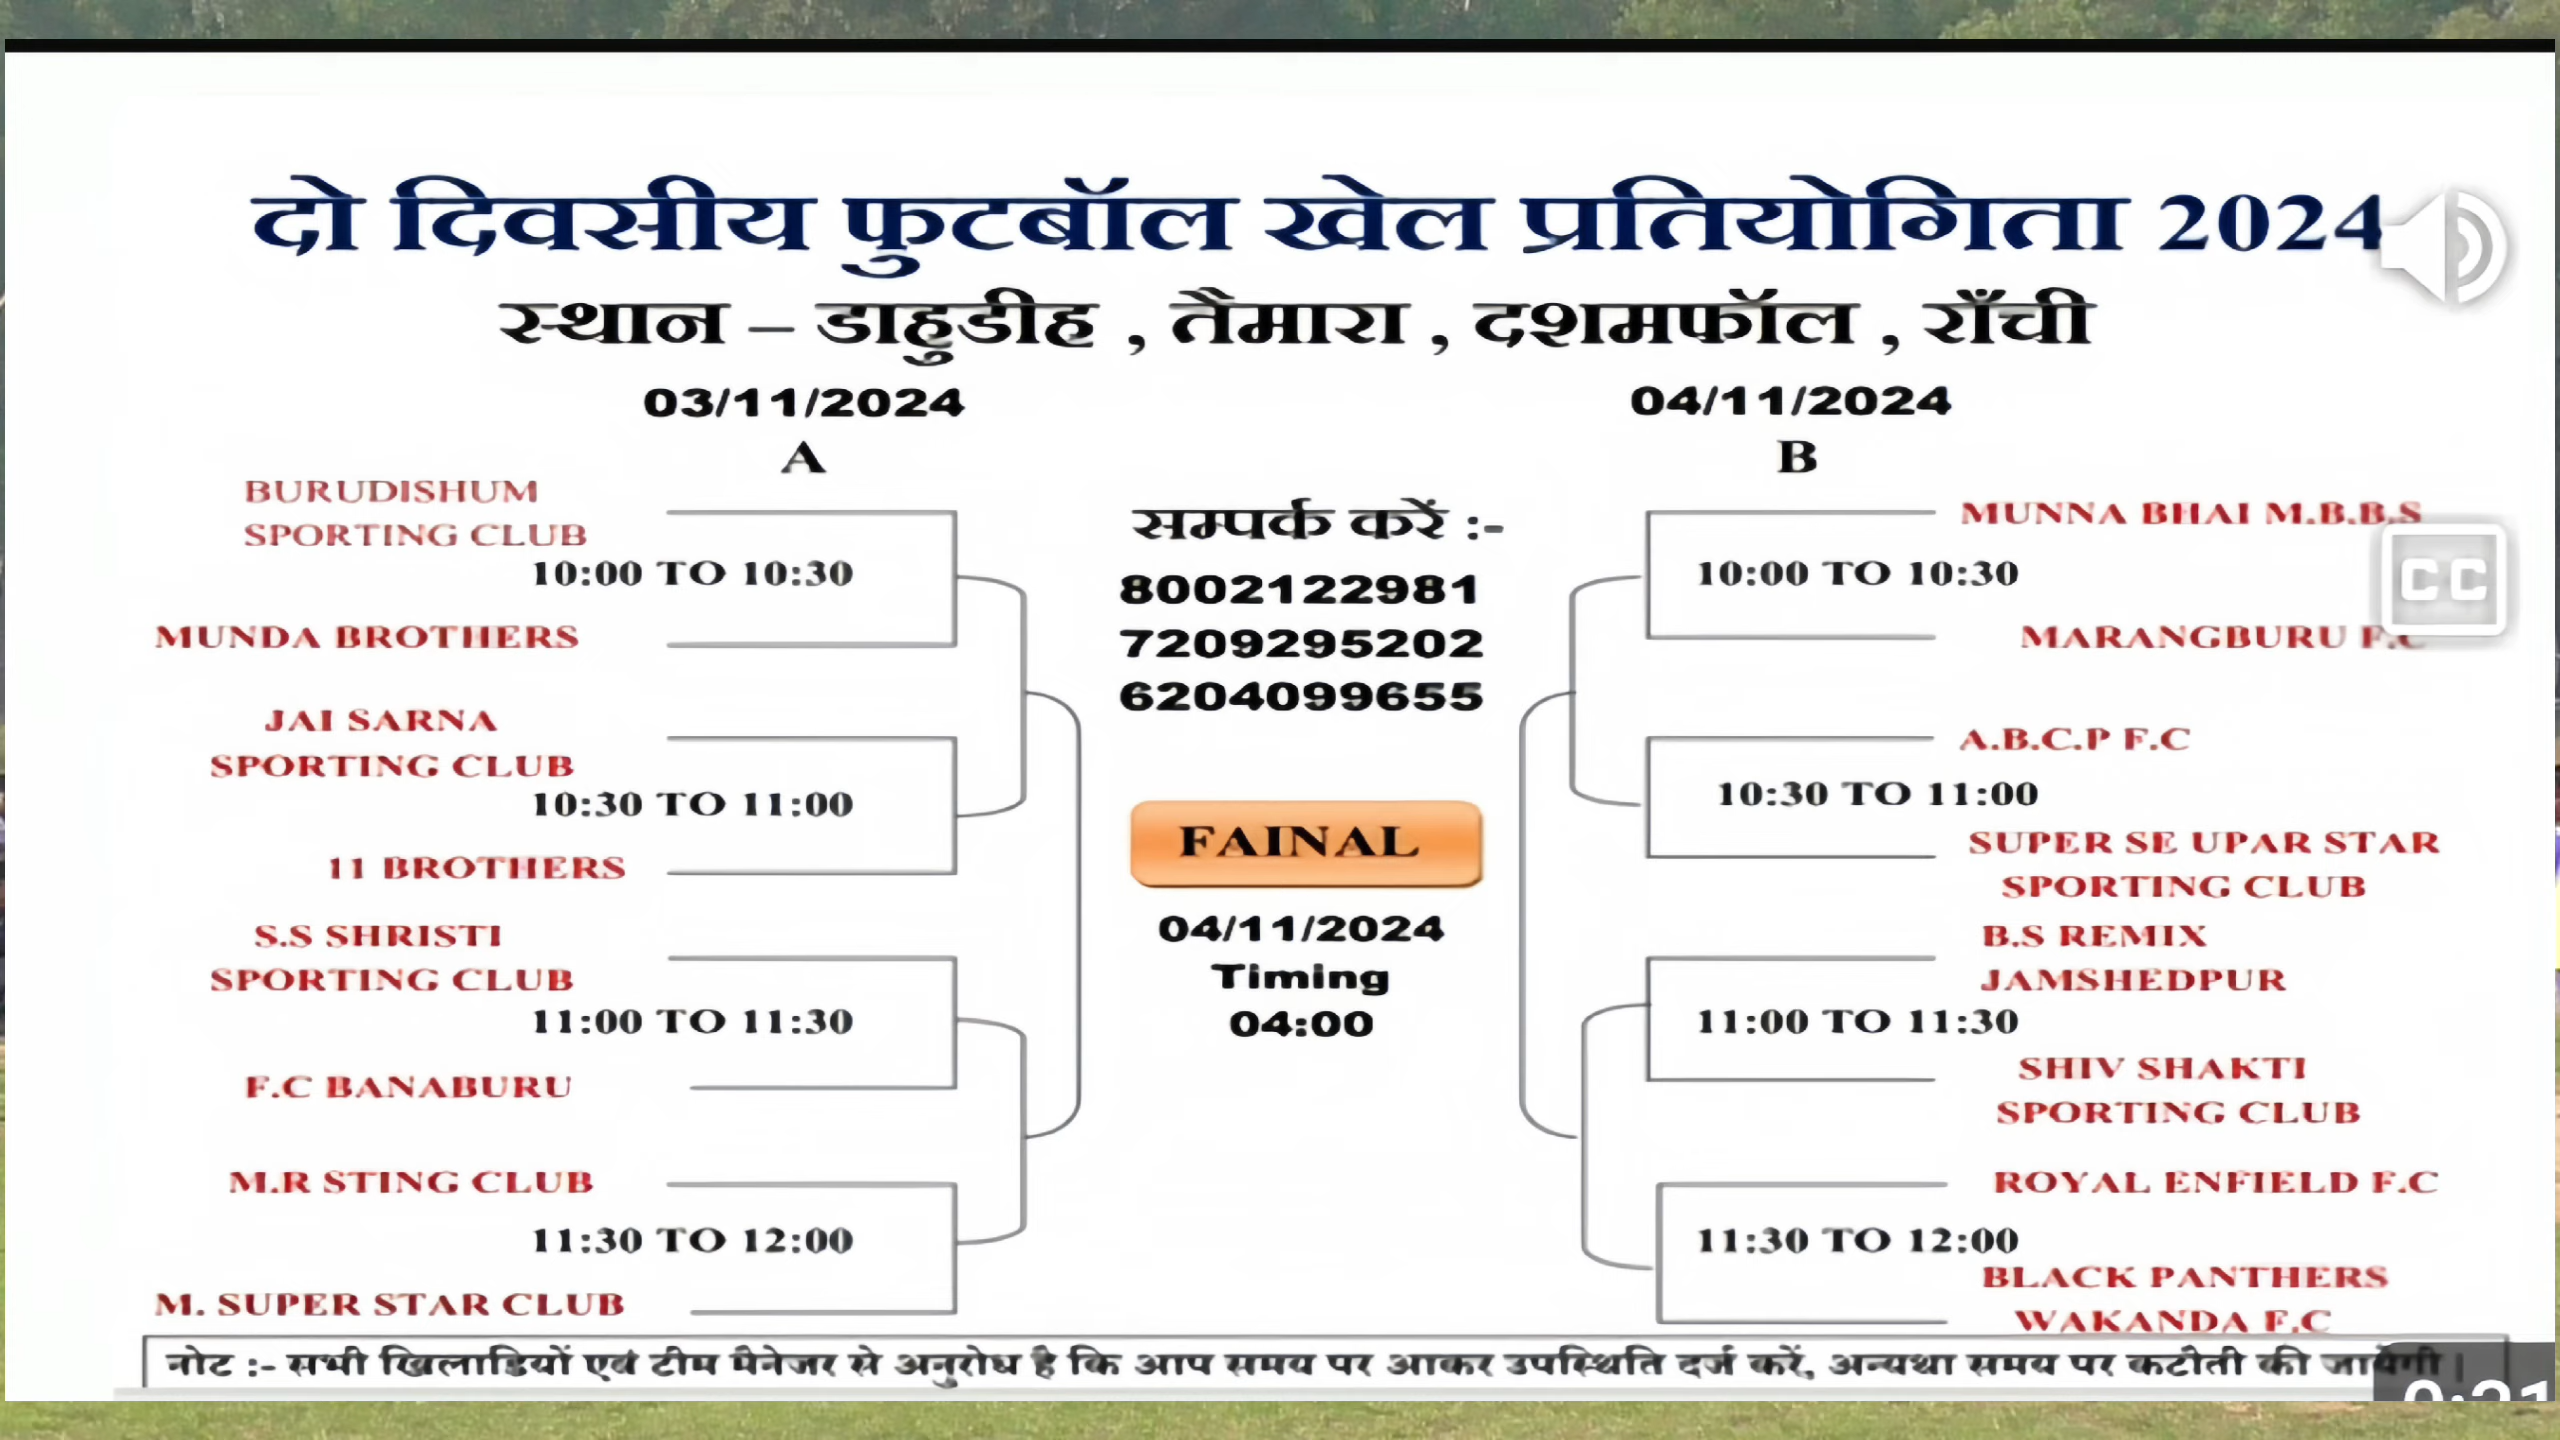 दो दिवसीय फुटबॉल खेल प्रतियोगिता 2024
स्थान – डाहुडीह , तैमारा , दशमफॉल , राँची
03/11/2024
A
BURUDISHUM
SPORTING CLUB
10:00 TO 10:30
MUNDA BROTHERS
JAI SARNA
SPORTING CLUB
10:30 TO 11:00
11 BROTHERS
S.S SHRISTI
SPORTING CLUB
11:00 TO 11:30
F.C BANABURU
M.R STING CLUB
11:30 TO 12:00
M. SUPER STAR CLUB
सम्पर्क करें :-
8002122981
7209295202
6204099655
FAINAL
04/11/2024
Timing
04:00
04/11/2024
B
MUNNA BHAI M.B.B.S
10:00 TO 10:30
MARANGBURU F.C
A.B.C.P F.C
10:30 TO 11:00
SUPER SE UPAR STAR
SPORTING CLUB
B.S REMIX
JAMSHEDPUR
11:00 TO 11:30
SHIV SHAKTI
SPORTING CLUB
ROYAL ENFIELD F.C
11:30 TO 12:00
BLACK PANTHERS
WAKANDA F.C
नोट :- सभी खिलाडियों एवं टीम मैनेजर से अनुरोध है कि आप समय पर आकर उपस्थिति दर्ज करें, अन्यथा समय पर कटौती की जायेगी |
CC
0:21